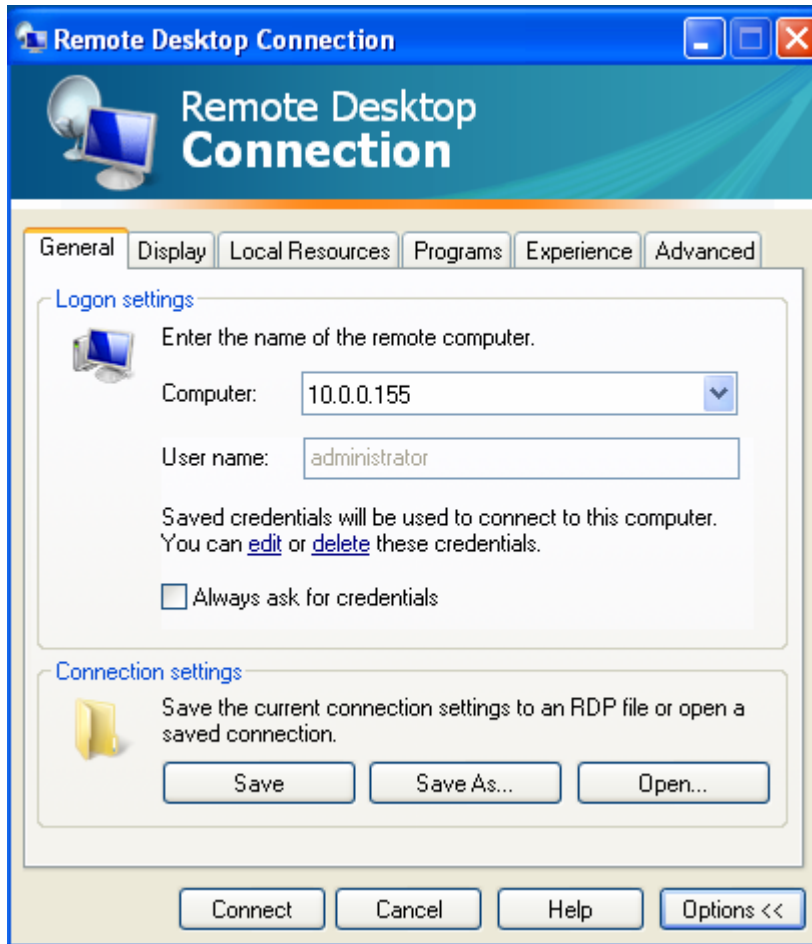 Remote Desktop Connection
Remote Desktop
Connection
General Display Local Resources Programs Experience Advanced
Logon settings
Enter the name of the remote computer.
Computer: 10.0.0.155
User name: administrator
Saved credentials will be used to connect to this computer.
You can edit or delete these credentials.
Always ask for credentials
Connection settings
Save the current connection settings to an RDP file or open a
saved connection.
Save Save As... Open...
Connect Cancel Help Options <<